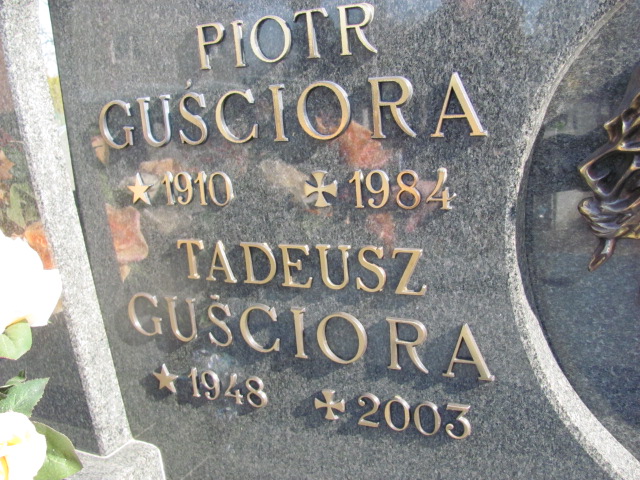 PIOTR
GUŚCIORA
★ 1910 ✠ 1984
TADEUSZ
GUŚCIORA
★ 1948 ✠ 2003